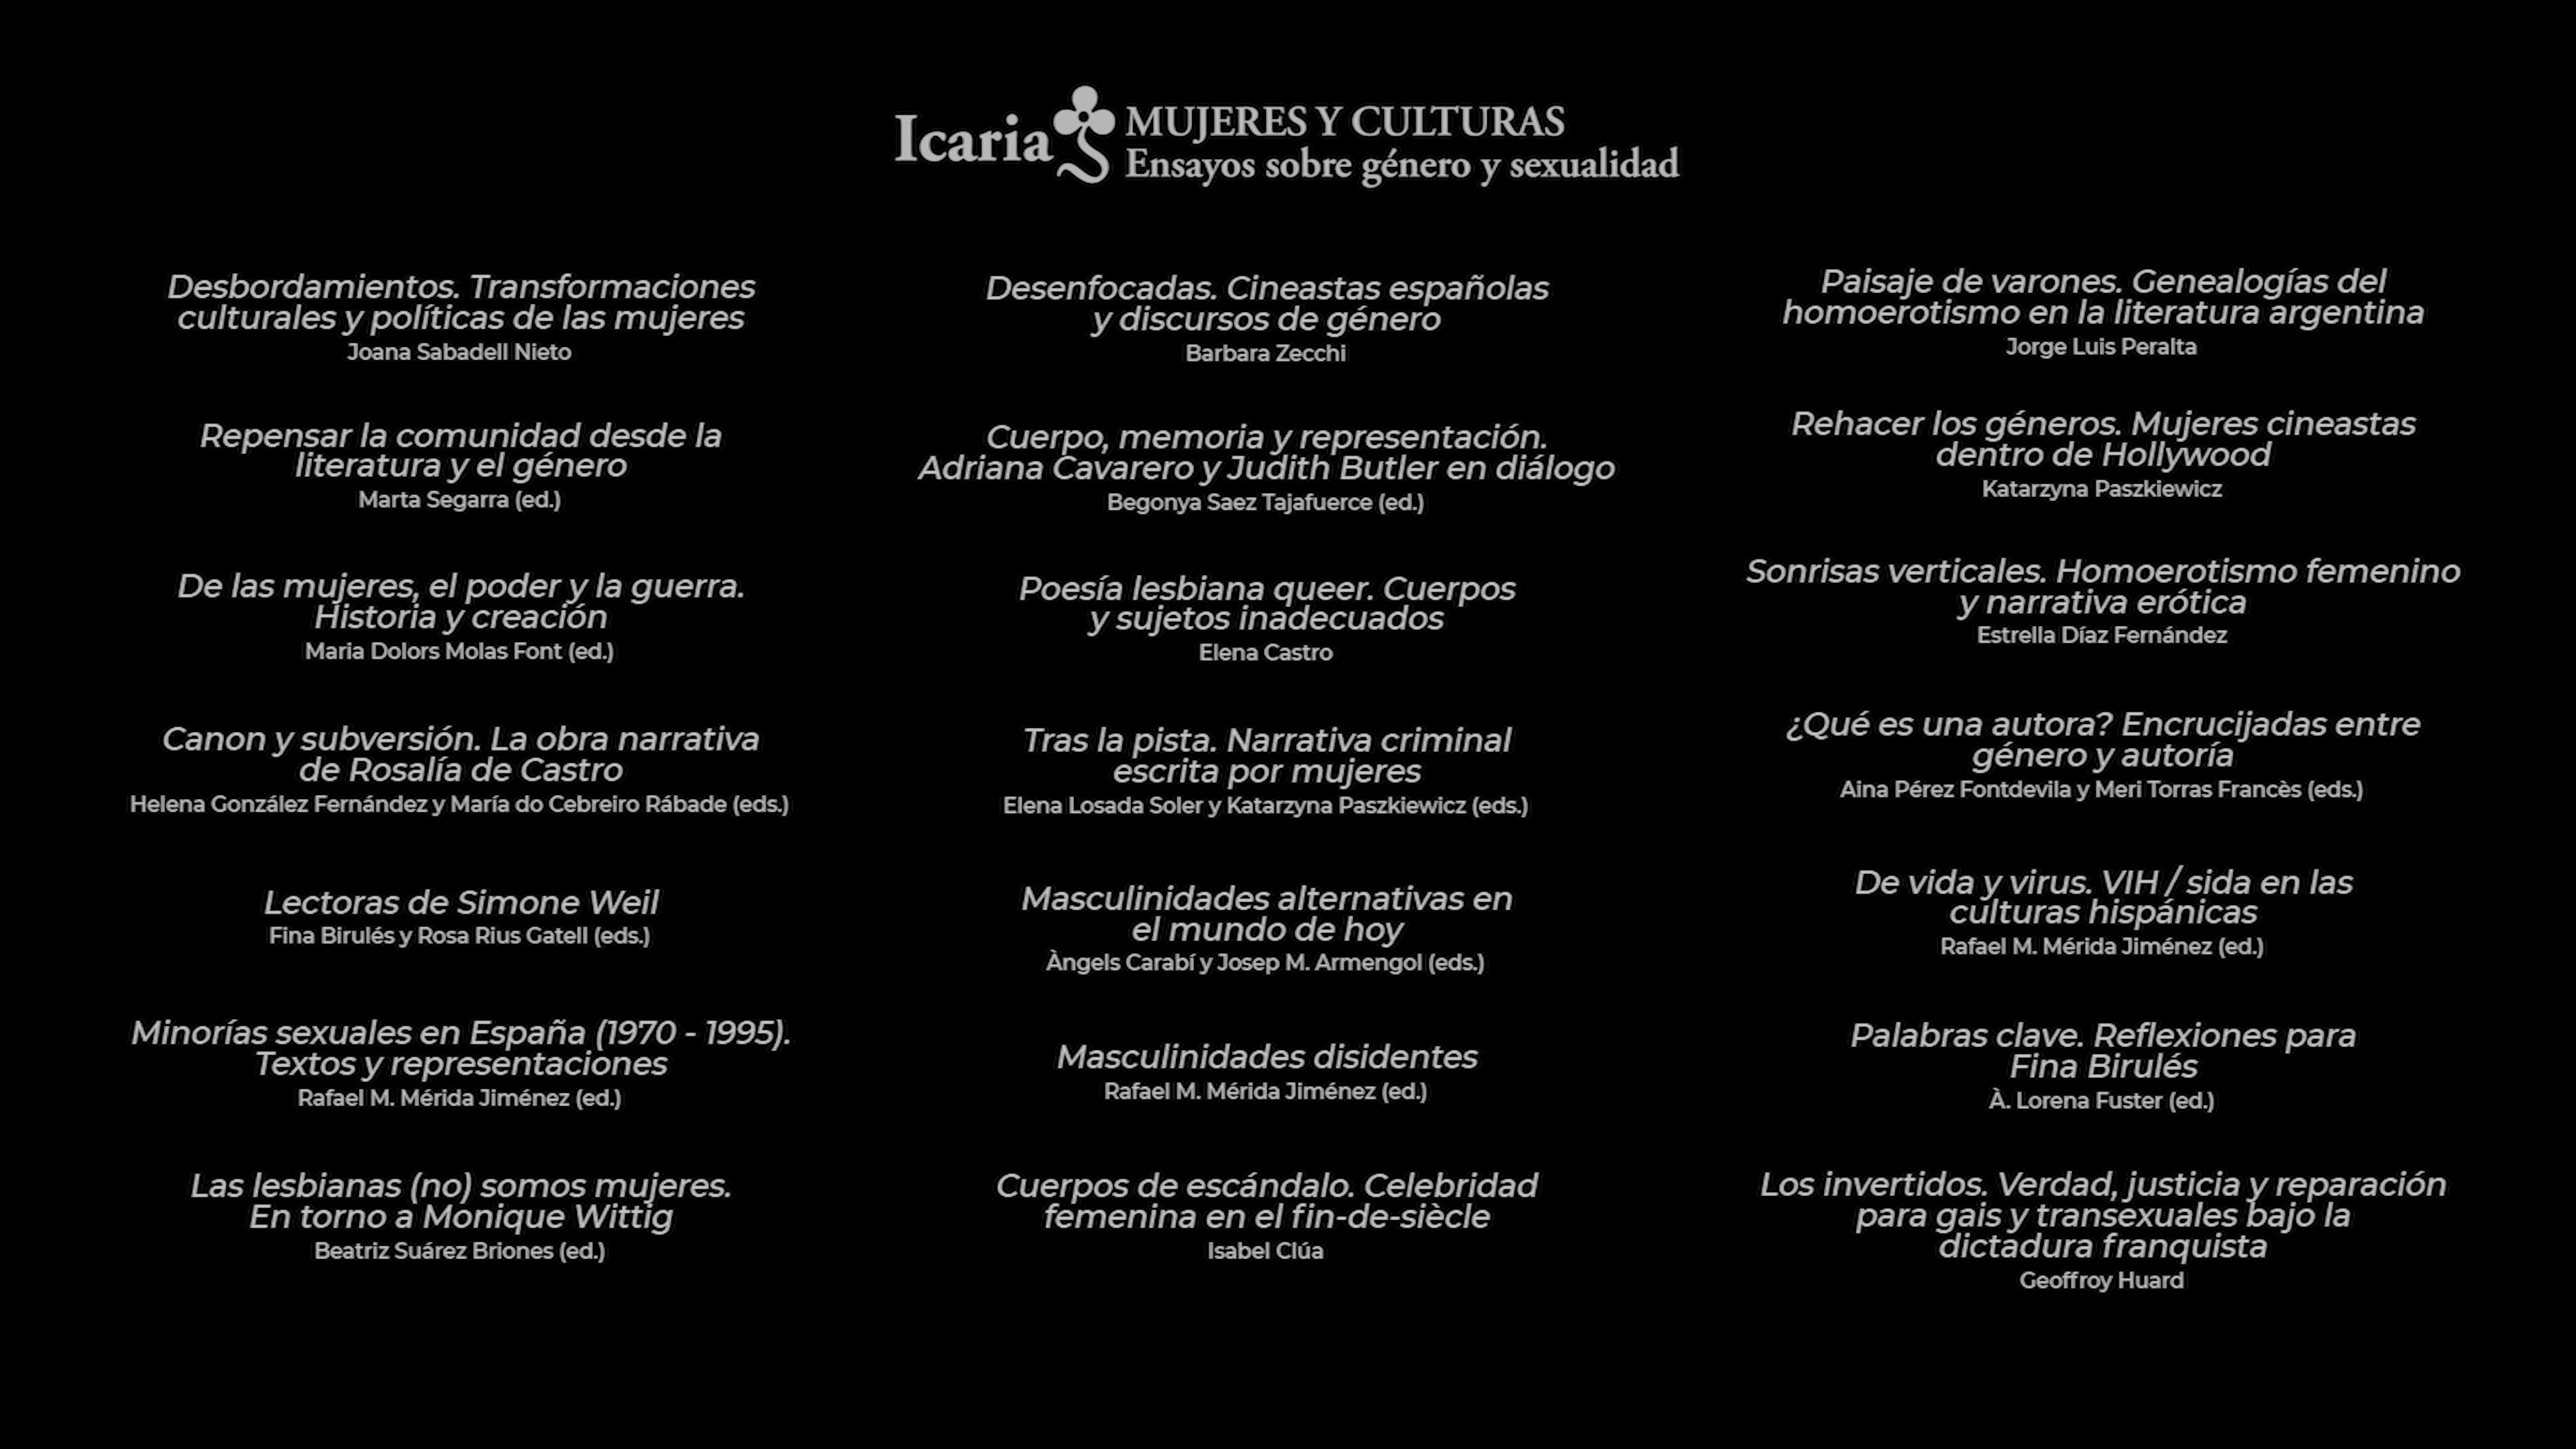 Icaria
MUJERES Y CULTURAS
Ensayos sobre género y sexualidad
Desbordamientos. Transformaciones
culturales y políticas de las mujeres
Joana Sabadell Nieto
Repensar la comunidad desde la
literatura y el género
Marta Segarra (ed.)
De las mujeres, el poder y la guerra.
Historia y creación
Maria Dolors Molas Font (ed.)
Canon y subversión. La obra narrativa
de Rosalía de Castro
Helena González Fernández y María do Cebreiro Rábade (eds.)
Lectoras de Simone Weil
Fina Birulés y Rosa Rius Gatell (eds.)
Minorías sexuales en España (1970 - 1995).
Textos y representaciones
Rafael M. Mérida Jiménez (ed.)
Las lesbianas (no) somos mujeres.
En torno a Monique Wittig
Beatriz Suárez Briones (ed.)
Desenfocadas. Cineastas españolas
y discursos de género
Barbara Zecchi
Cuerpo, memoria y representación.
Adriana Cavarero y Judith Butler en diálogo
Begonya Saez Tajafuerce (ed.)
Poesía lesbiana queer. Cuerpos
y sujetos inadecuados
Elena Castro
Tras la pista. Narrativa criminal
escrita por mujeres
Elena Losada Soler y Katarzyna Paszkiewicz (eds.)
Masculinidades alternativas en
el mundo de hoy
Àngels Carabí y Josep M. Armengol (eds.)
Masculinidades disidentes
Rafael M. Mérida Jiménez (ed.)
Cuerpos de escándalo. Celebridad
femenina en el fin-de-siècle
Isabel Clúa
Paisaje de varones. Genealogías del
homoerotismo en la literatura argentina
Jorge Luis Peralta
Rehacer los géneros. Mujeres cineastas
dentro de Hollywood
Katarzyna Paszkiewicz
Sonrisas verticales. Homoerotismo femenino
y narrativa erótica
Estrella Díaz Fernández
¿Qué es una autora? Encrucijadas entre
género y autoría
Aina Pérez Fontdevila y Meri Torras Francès (eds.)
De vida y virus. VIH / sida en las
culturas hispánicas
Rafael M. Mérida Jiménez (ed.)
Palabras clave. Reflexiones para
Fina Birulés
À. Lorena Fuster (ed.)
Los invertidos. Verdad, justicia y reparación
para gais y transexuales bajo la
dictadura franquista
Geoffroy Huard